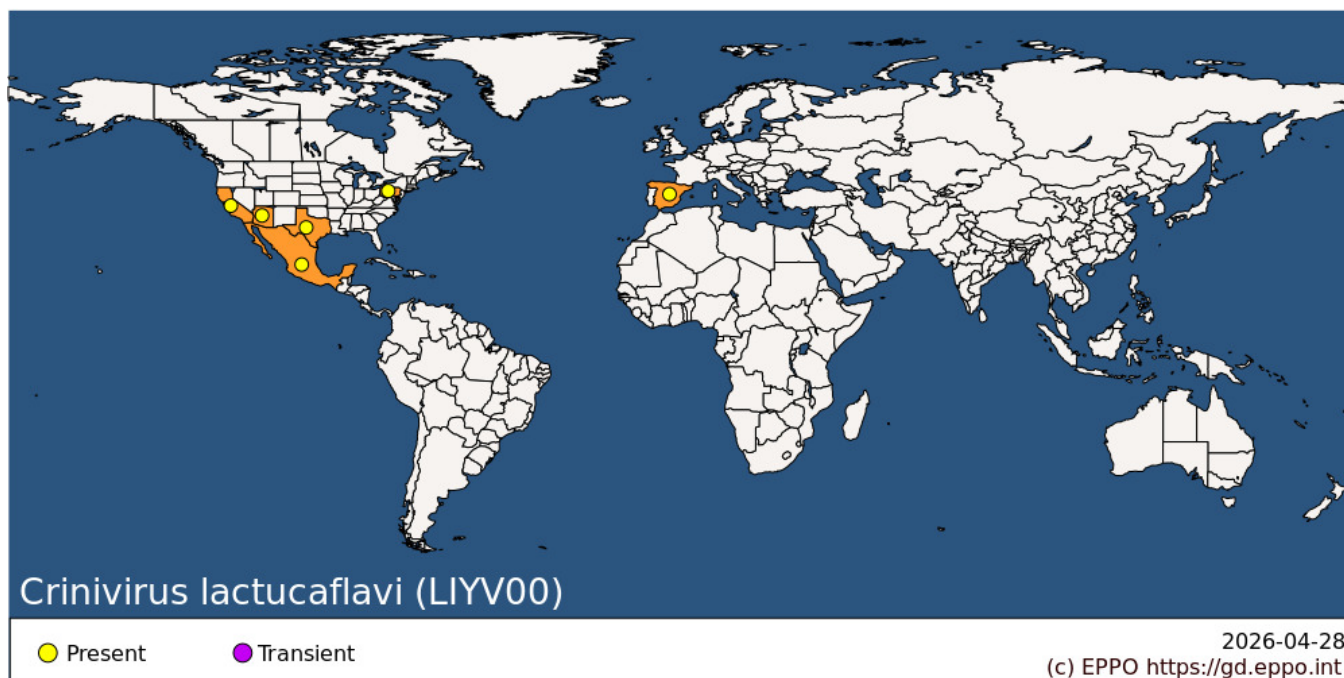 Crinivirus lactucaflavi (LIYV00)
Present
Transient
2026-04-28
(c) EPPO https://gd.eppo.int